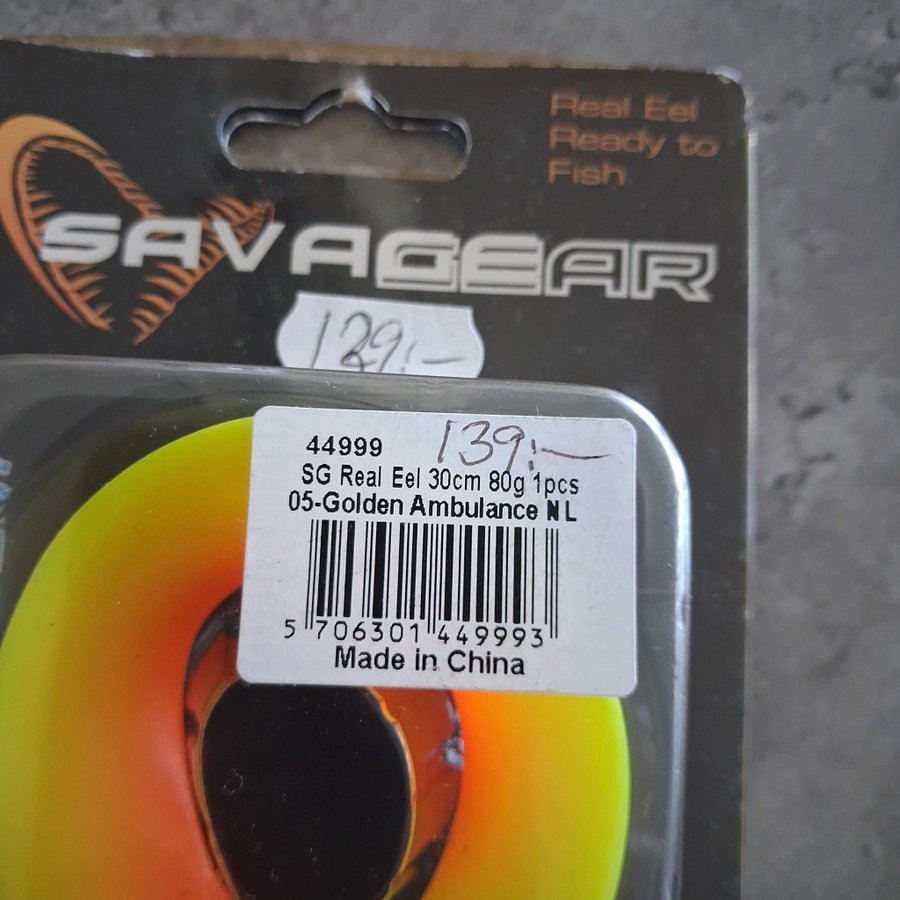 Real Eel
Ready to
Fish
SAVAGEAR
129:-
44999 139:-
SG Real Eel 30cm 80g 1pcs
05-Golden Ambulance NL
5 706301 449993
Made in China